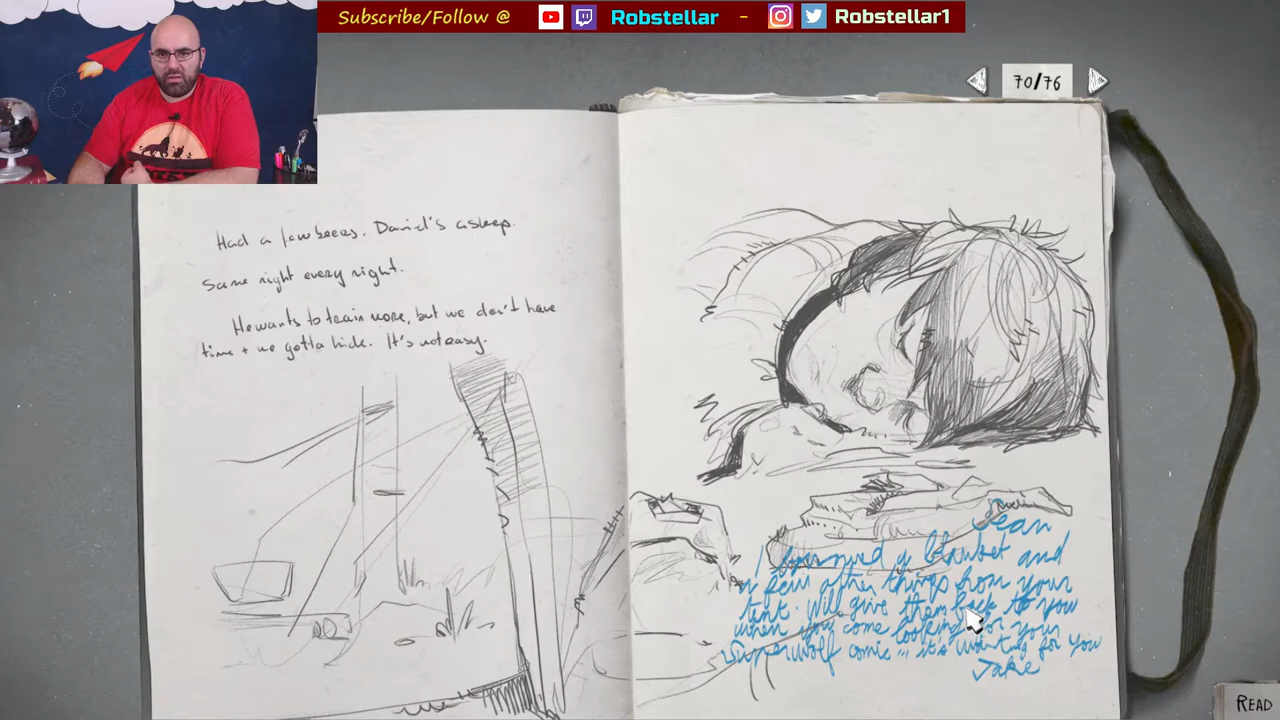 Subscribe/Follow @ Robstellar - Robstellar1
70/76
Had a few beers. Daniel's asleep.
Same night every night.
He wants to train more, but we don't have
time + we gotta hide. It's not easy.
Sean
I borrowed y blanket and
a few other things from your
tent. Will give them back to you
when you come looking for your
Superwolf comic... it's waiting for you
Jake
READ